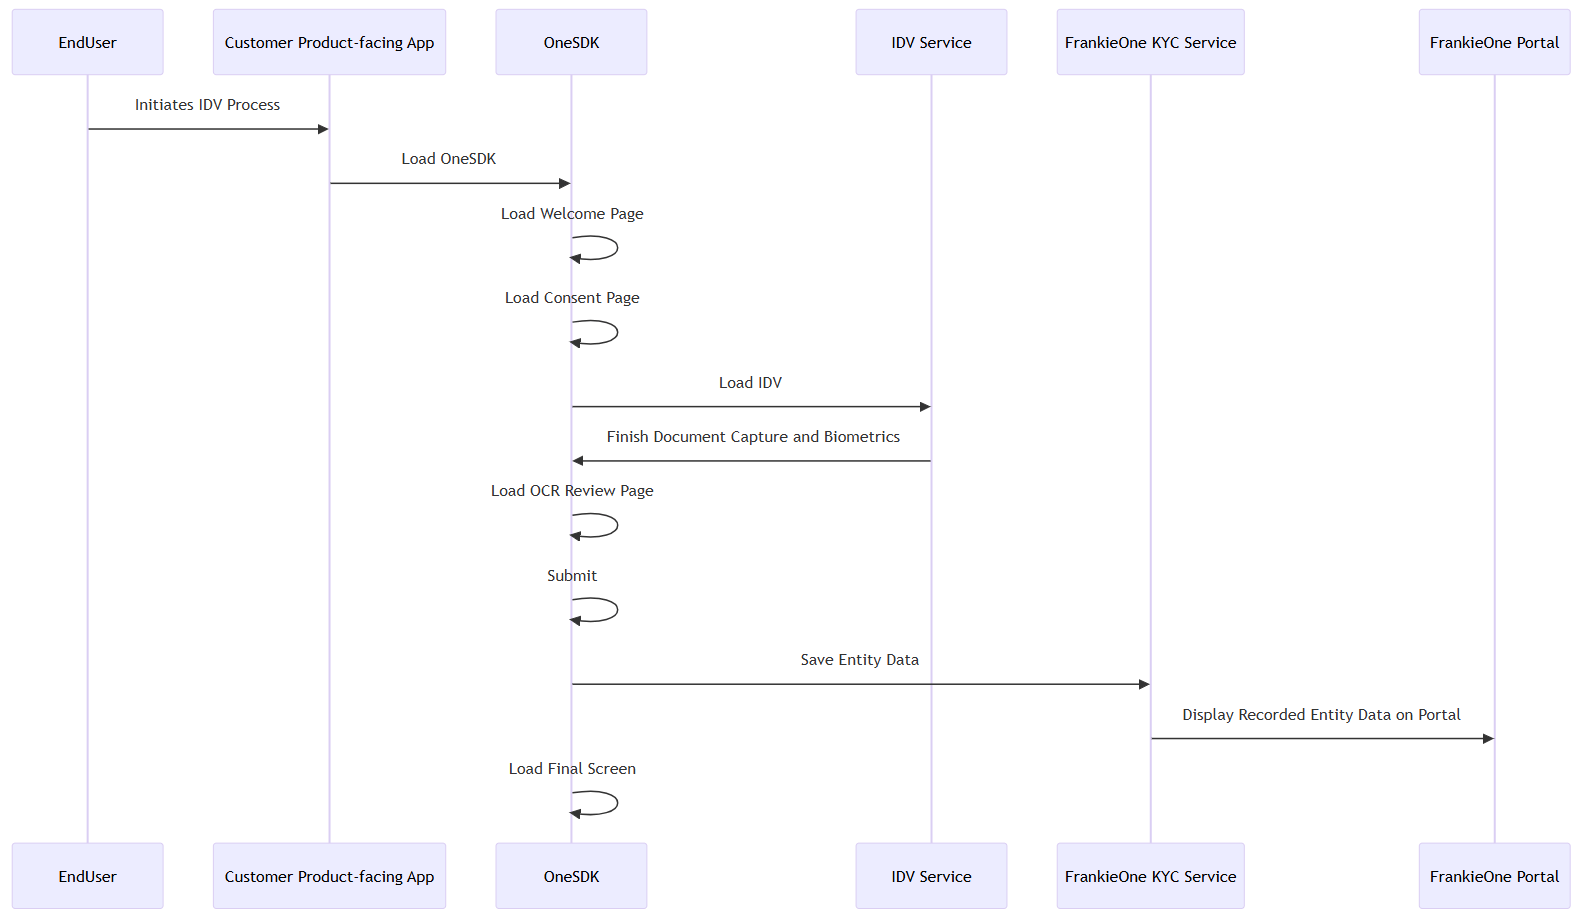 EndUser
Customer Product-facing App
OneSDK
IDV Service
FrankieOne KYC Service
FrankieOne Portal
Initiates IDV Process
Load OneSDK
Load Welcome Page
Load Consent Page
Load IDV
Finish Document Capture and Biometrics
Load OCR Review Page
Submit
Save Entity Data
Display Recorded Entity Data on Portal
Load Final Screen
EndUser
Customer Product-facing App
OneSDK
IDV Service
FrankieOne KYC Service
FrankieOne Portal